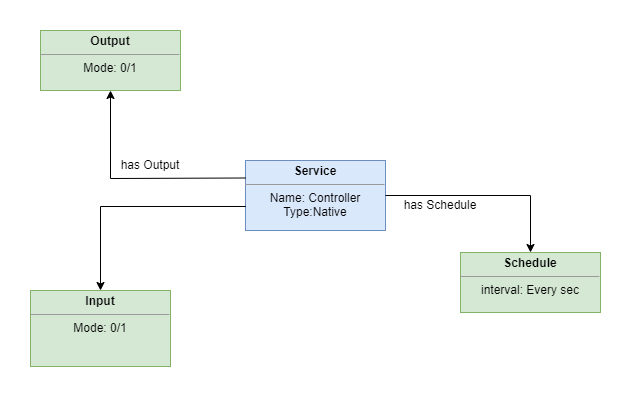 Output
Mode: 0/1
has Output
Service
Name: Controller
Type:Native
has Schedule
Schedule
interval: Every sec
Input
Mode: 0/1